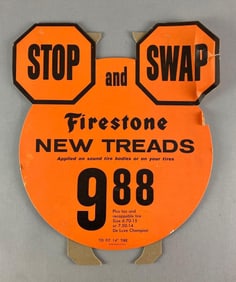 STOP and SWAP
Firestone
NEW TREADS
Applied on sound tire bodies or on your tires
9 88
Plus tax and
recappable tire
Size 6.70-15
or 7.50-14
De Luxe Champion